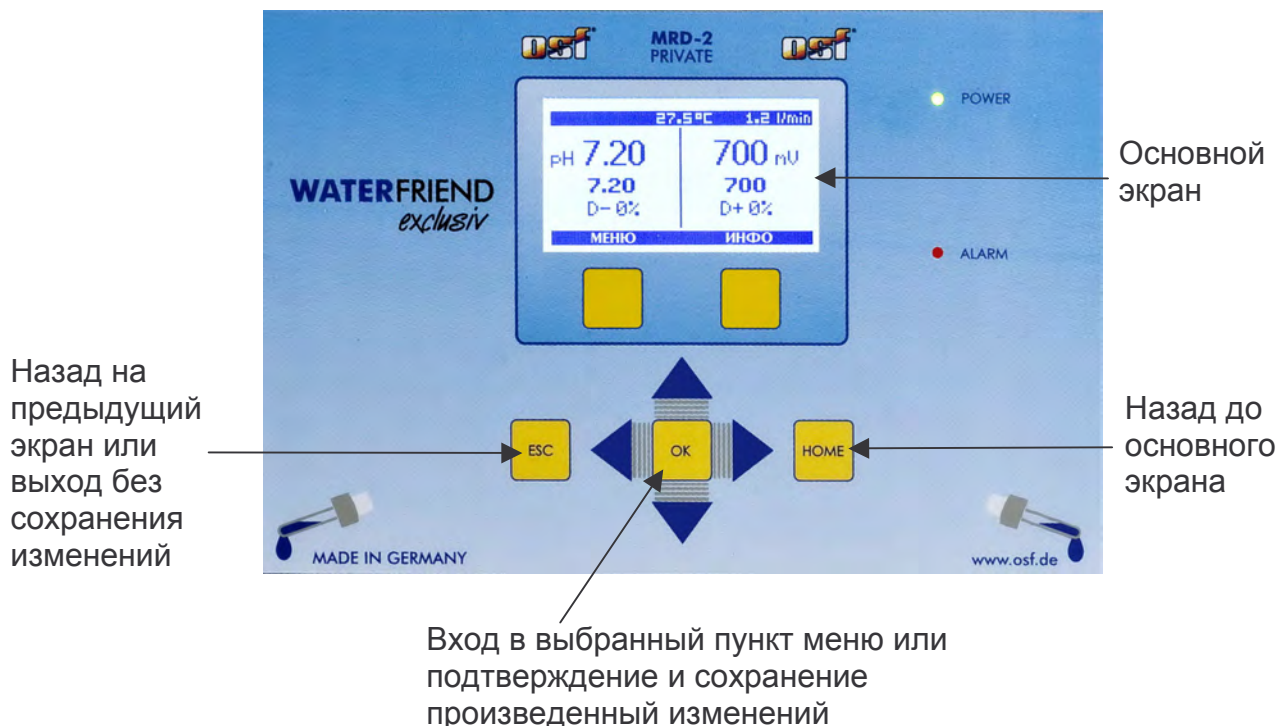 osf MRD-2 osf
PRIVATE
POWER
27.5°C 1.2 l/min
pH 7.20 700 mV
7.20 700
D- 0% D+ 0%
МЕНЮ ИНФО
WATERFRIEND
exclusiv
ALARM
Основной
экран
Назад на
предыдущий
экран или
выход без
сохранения
изменений
ESC
OK
HOME
Назад до
основного
экрана
MADE IN GERMANY
www.osf.de
Вход в выбранный пункт меню или
подтверждение и сохранение
произведенный изменений